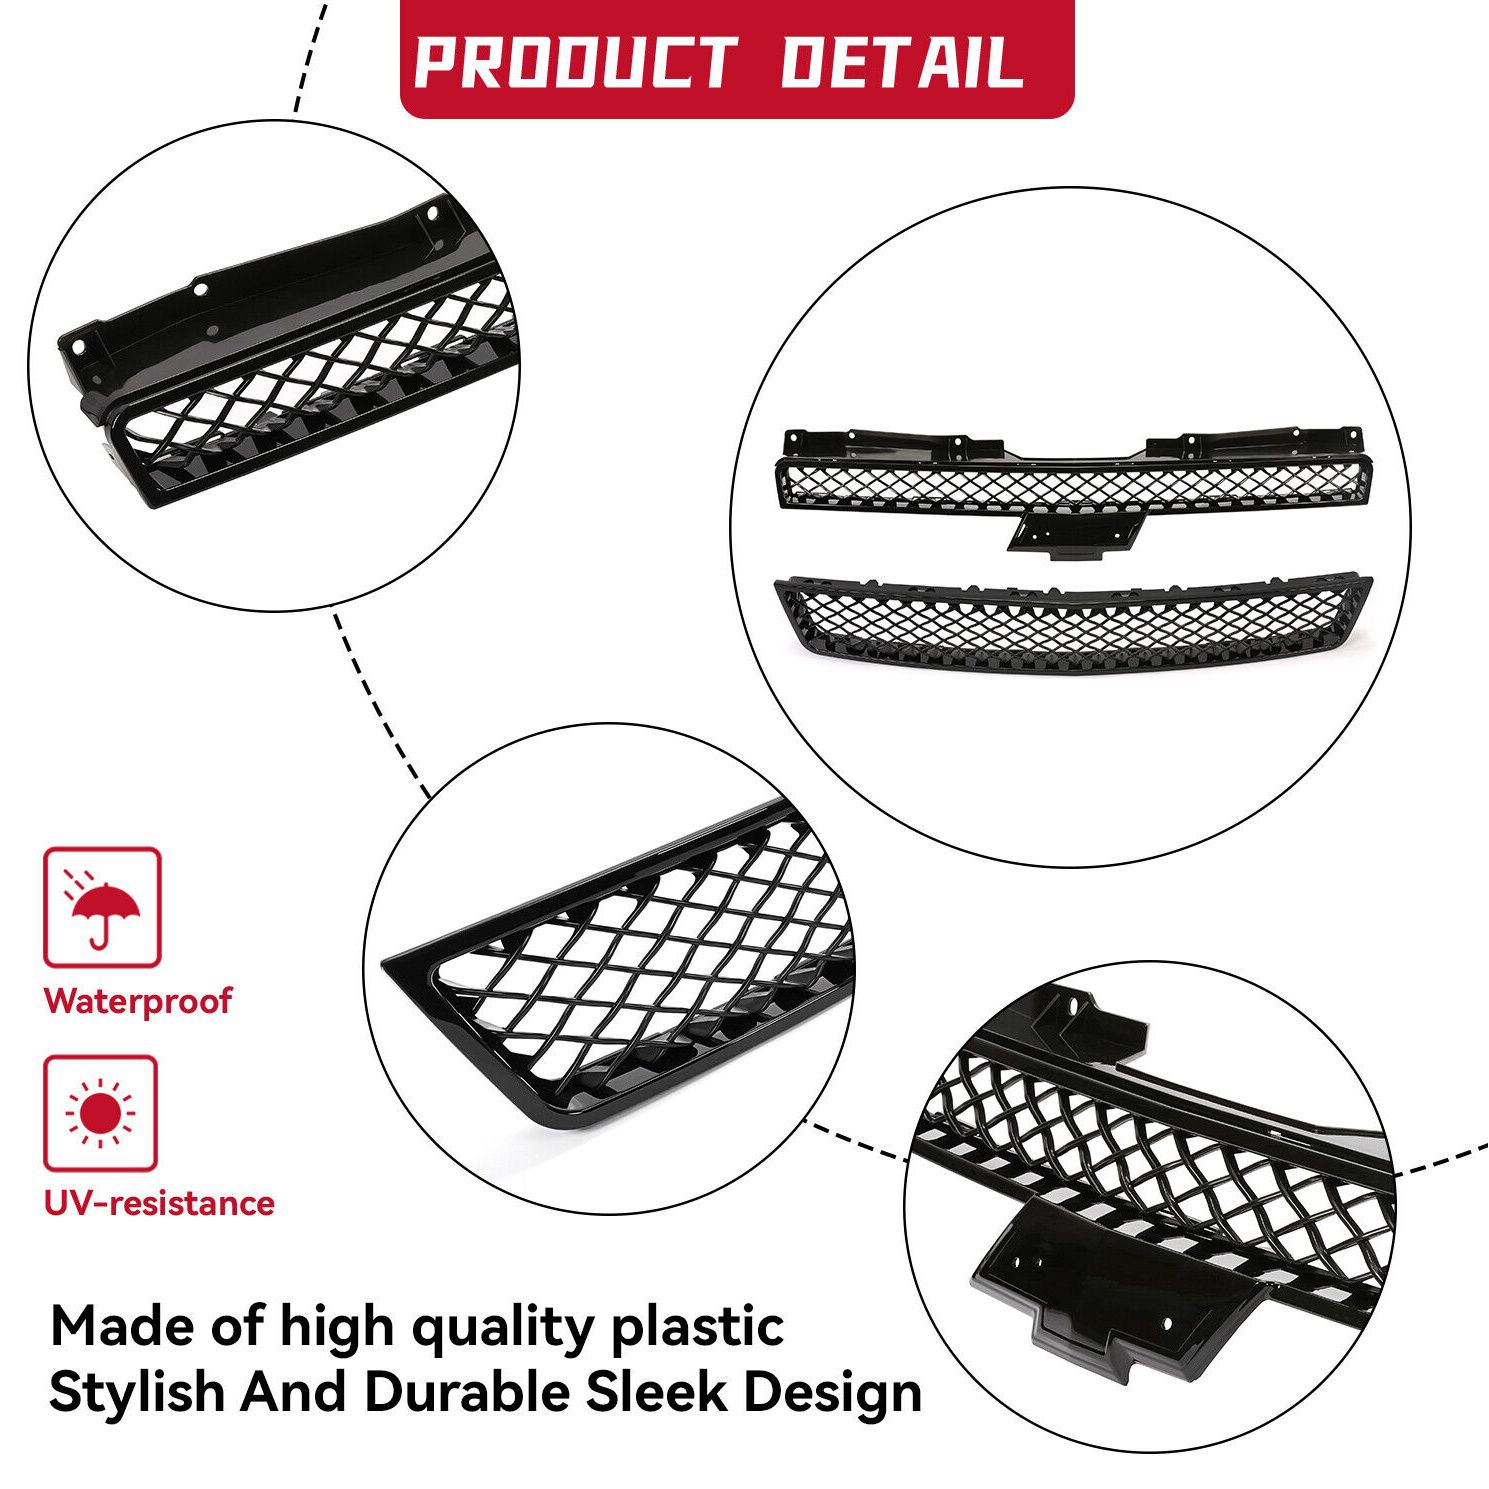 PRODUCT DETAIL
Waterproof
UV-resistance
Made of high quality plastic
Stylish And Durable Sleek Design